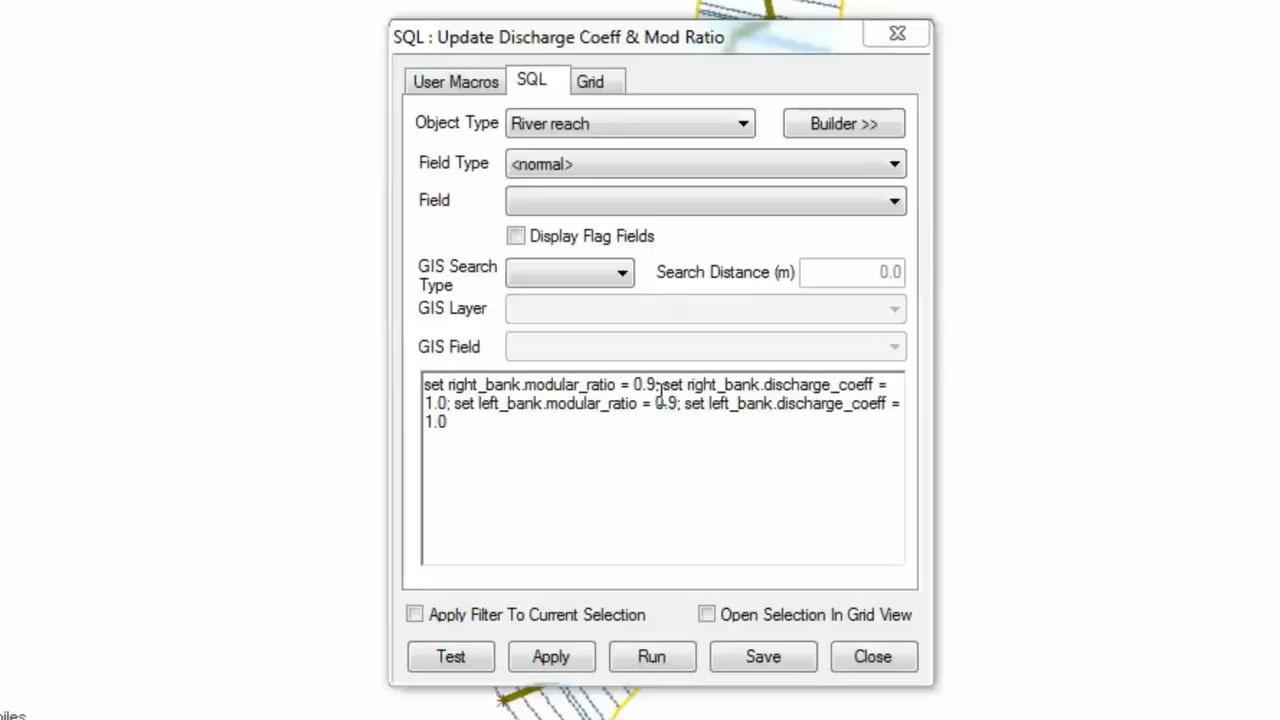 SQL : Update Discharge Coeff & Mod Ratio
User Macros SQL Grid
Object Type River reach Builder >>
Field Type <normal>
Field
Display Flag Fields
GIS Search Type Search Distance (m) 0.0
GIS Layer
GIS Field
set right_bank.modular_ratio = 0.9; set right_bank.discharge_coeff =
1.0; set left_bank.modular_ratio = 0.9; set left_bank.discharge_coeff =
1.0
Apply Filter To Current Selection Open Selection In Grid View
Test Apply Run Save Close